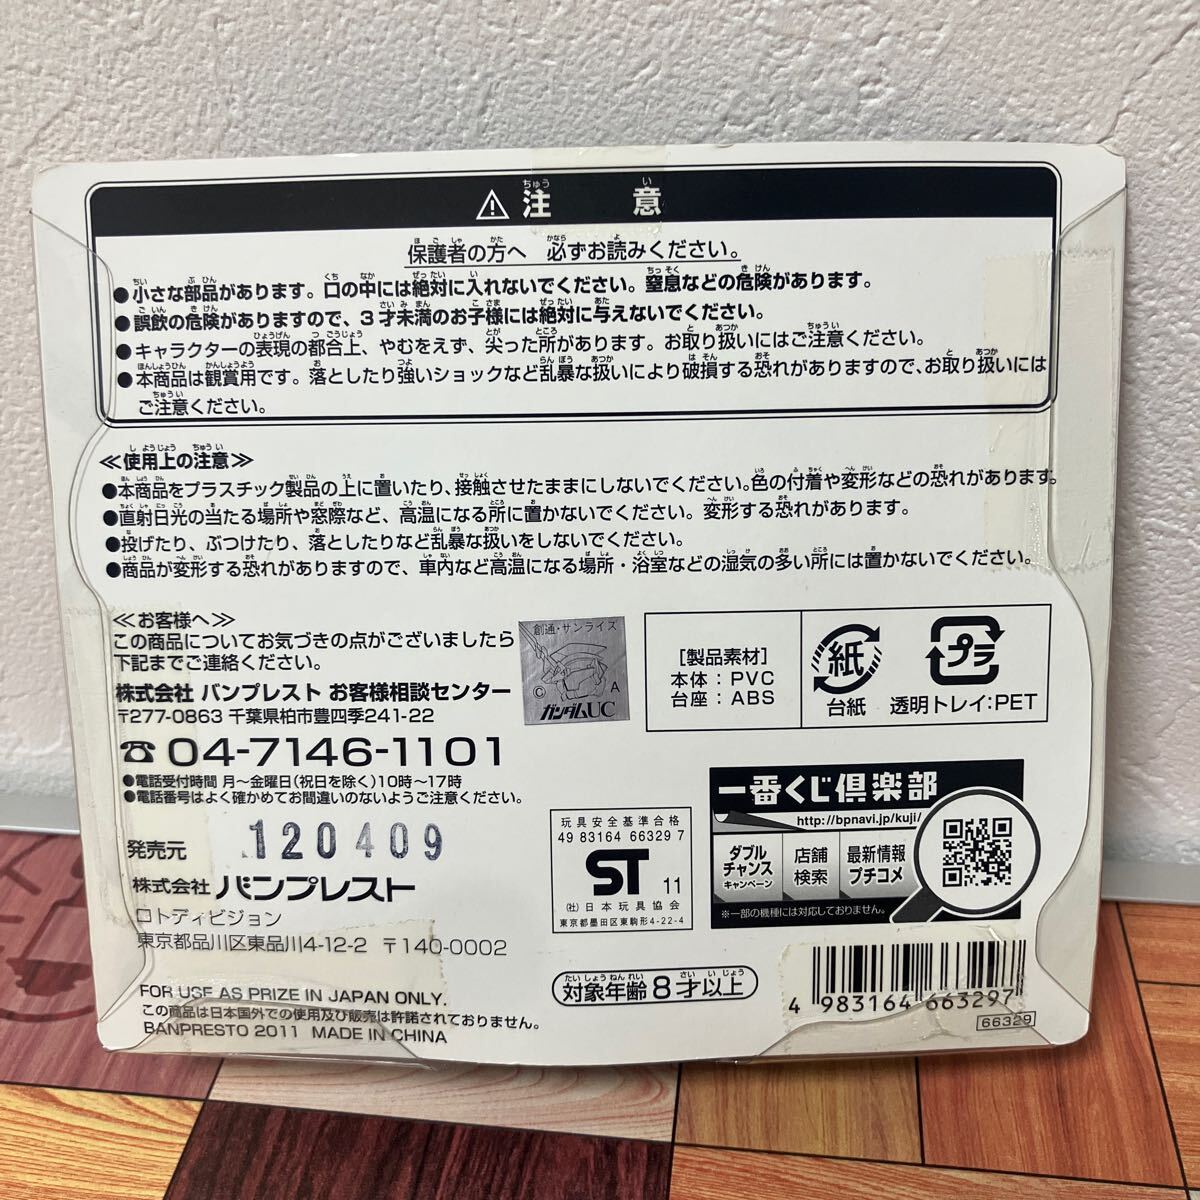 ⚠注 意
保護者の方へ 必ずお読みください。
●小さな部品があります。口の中には絶対に入れないでください。窒息などの危険があります。
●誤飲の危険がありますので、3才未満のお子様には絶対に与えないでください。
●キャラクターの表現の都合上、やむをえず、尖った所があります。お取り扱いにはご注意ください。
●本商品は観賞用です。落としたり強いショックなど乱暴な扱いにより破損する恐れがありますので、お取り扱いには
ご注意ください。
≪使用上の注意≫
●本商品をプラスチック製品の上に置いたり、接触させたままにしないでください。色の付着や変形などの恐れがあります。
●直射日光の当たる場所や窓際など、高温になる所に置かないでください。変形する恐れがあります。
●投げたり、ぶつけたり、落としたりなど乱暴な扱いをしないでください。
●商品が変形する恐れがありますので、車内など高温になる場所・浴室などの湿気の多い所には置かないでください。
≪お客様へ≫
この商品についてお気づきの点がございましたら
下記までご連絡ください。
株式会社 バンプレスト お客様相談センター
〒277-0863 千葉県柏市豊四季241-22
☎04-7146-1101
●電話受付時間 月〜金曜日(祝日を除く)10時〜17時
●電話番号はよく確かめてお間違いのないようご注意ください。
創通・サンライズ
© A
ガンダムUC
[製品素材]
本体：PVC
台座：ABS
紙
台紙
プラ
透明トレイ:PET
120409
発売元
株式会社 バンプレスト
ロトディビジョン
東京都品川区東品川4-12-2 〒140-0002
FOR USE AS PRIZE IN JAPAN ONLY.
この商品は日本国外での使用及び販売は許諾されておりません。
BANPRESTO 2011 MADE IN CHINA
玩具安全基準合格
49 83164 66329 7
ST 11
(社)日本玩具協会
東京都墨田区東駒形4-22-4
対象年齢8才以上
一番くじ倶楽部
http://bpnavi.jp/kuji/
ダブル
チャンス
キャンペーン
店舗
検索
最新情報
プチコメ
※一部の機種には対応しておりません。
4 983164 663297
66329